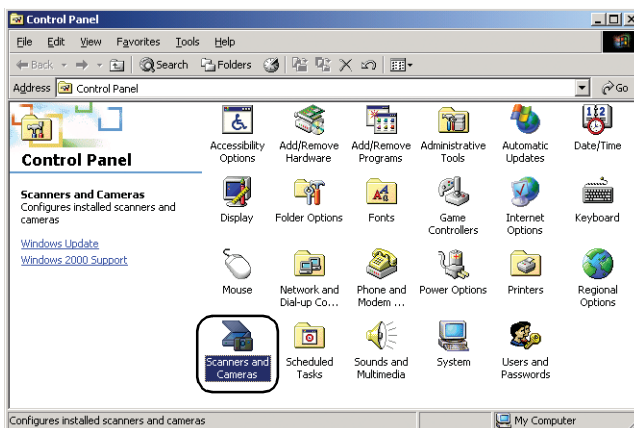 Control Panel
File Edit View Favorites Tools Help
Back Search Folders
Address Control Panel Go
Control Panel
Scanners and Cameras
Configures installed scanners and
cameras
Windows Update
Windows 2000 Support
Accessibility
Options
Add/Remove
Hardware
Add/Remove
Programs
Administrative
Tools
Automatic
Updates
Date/Time
Display
Folder Options
Fonts
Game
Controllers
Internet
Options
Keyboard
Mouse
Network and
Dial-up Co...
Phone and
Modem ...
Power Options
Printers
Regional
Options
Scanners and
Cameras
Scheduled
Tasks
Sounds and
Multimedia
System
Users and
Passwords
Configures installed scanners and cameras My Computer